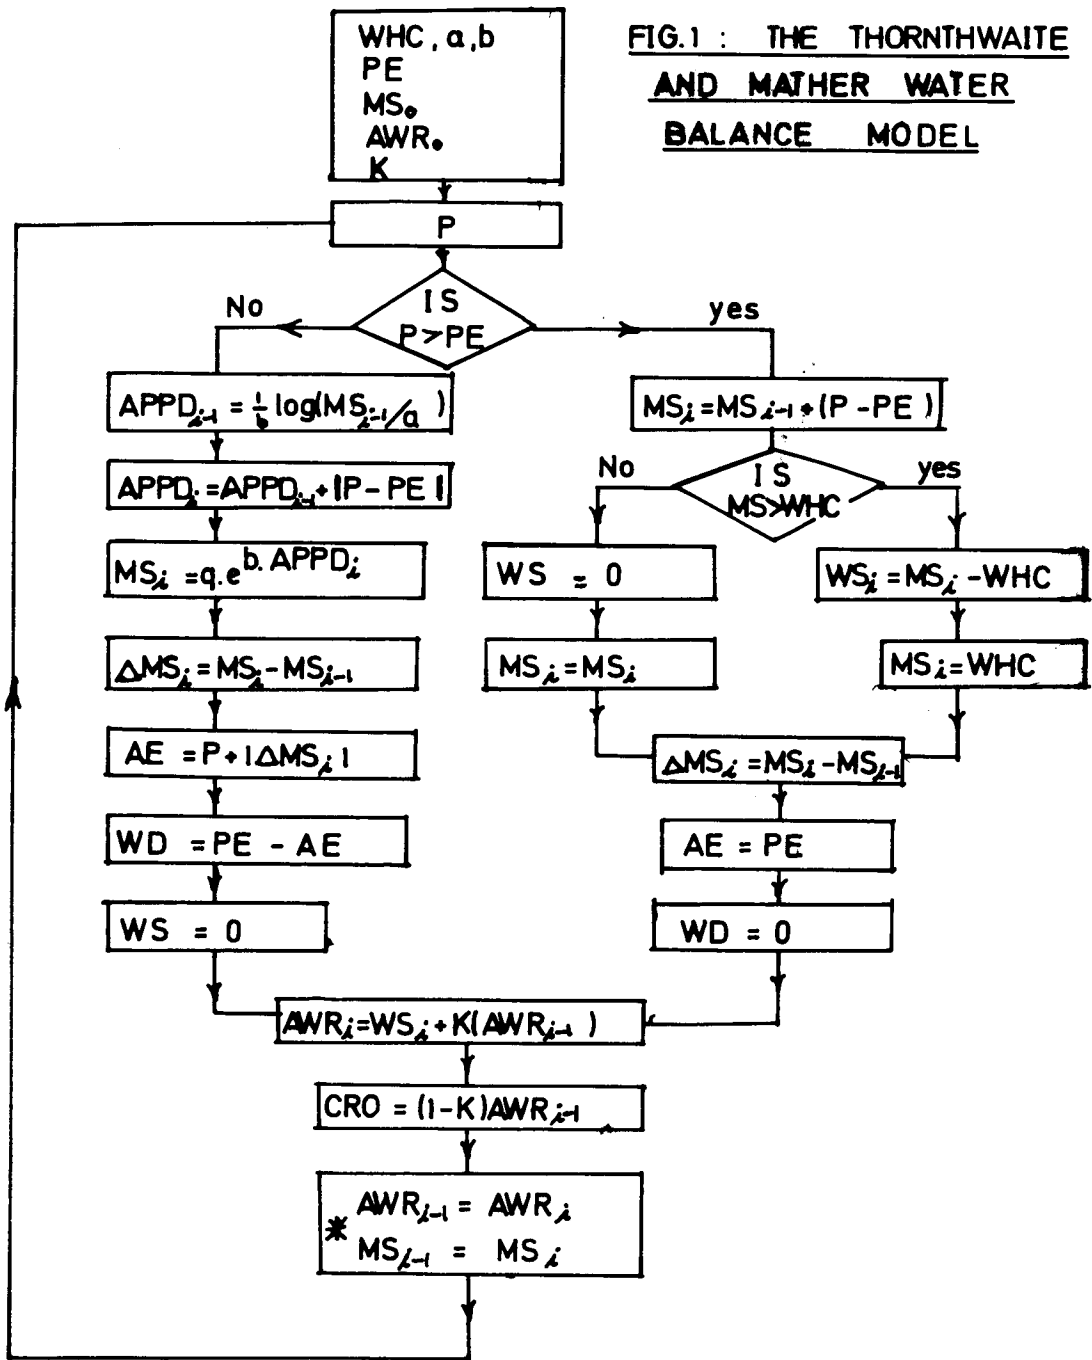 FIG.1 : THE THORNTHWAITE
AND MATHER WATER
BALANCE MODEL
WHC, a, b
PE
MS₀
AWR₀
K
P
IS
P > PE
No
yes
APPDᵢ₋₁ = 1/b log(MSᵢ₋₁/a)
APPDᵢ = APPDᵢ₋₁ + |P - PE|
MSᵢ = q.e^b. APPDᵢ
ΔMSᵢ = MSᵢ - MSᵢ₋₁
AE = P + |ΔMSᵢ|
WD = PE - AE
WS = 0
MSᵢ = MSᵢ₋₁ + (P - PE)
IS
MS>WHC
No
yes
WS = 0
MSᵢ = MSᵢ
WSᵢ = MSᵢ - WHC
MSᵢ = WHC
ΔMSᵢ = MSᵢ - MSᵢ₋₁
AE = PE
WD = 0
AWRᵢ = WSᵢ + K(AWRᵢ₋₁)
CRO = (1-K)AWRᵢ₋₁
* AWRᵢ₋₁ = AWRᵢ
MSᵢ₋₁ = MSᵢ